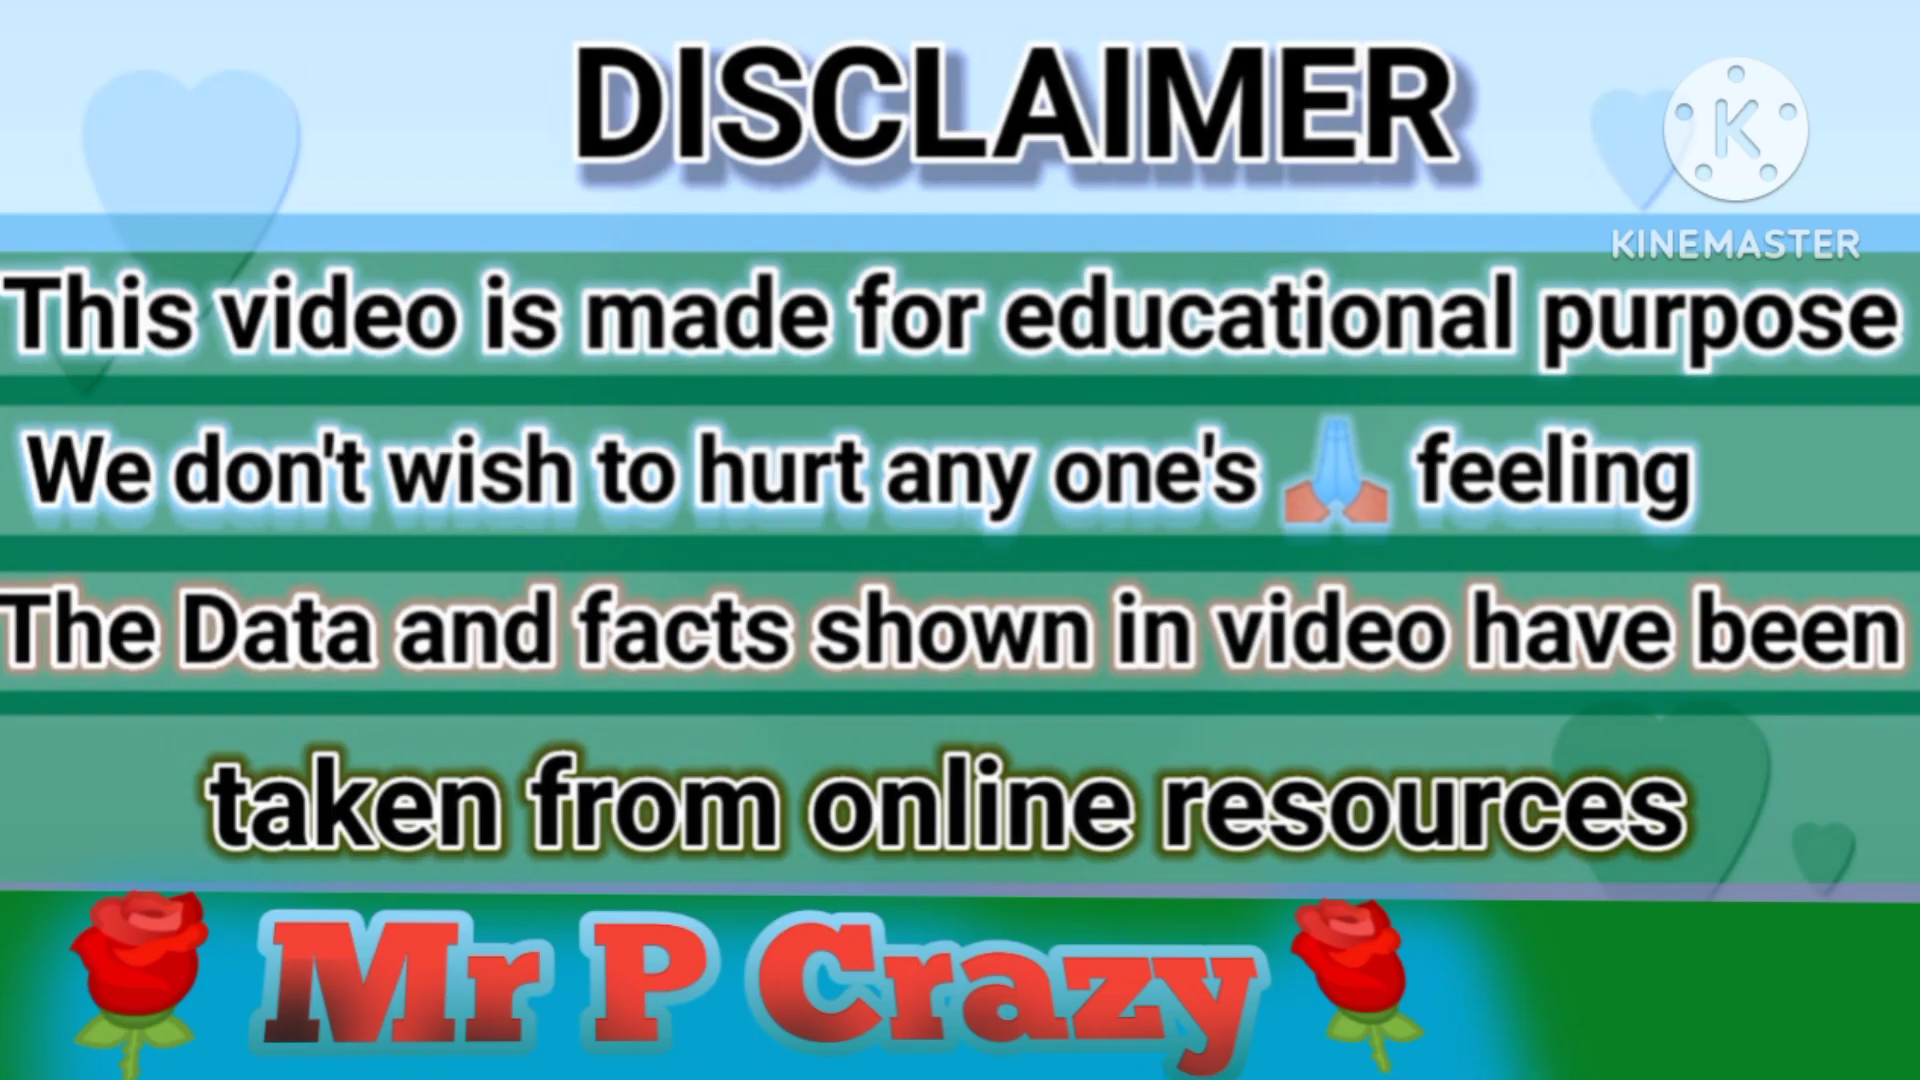 DISCLAIMER
KINEMASTER
This video is made for educational purpose
We don't wish to hurt any one's 🙏 feeling
The Data and facts shown in video have been
taken from online resources
Mr P Crazy